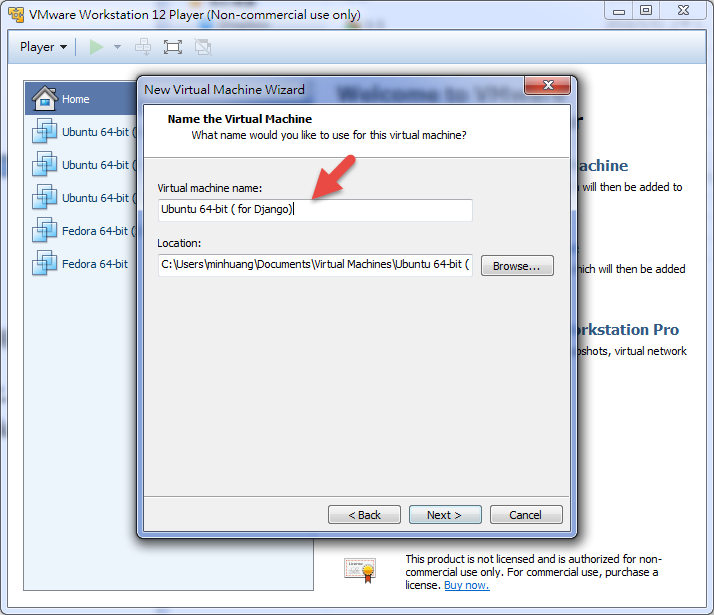 VMware Workstation 12 Player (Non-commercial use only)
Player
Home
Ubuntu 64-bit (
Ubuntu 64-bit (
Ubuntu 64-bit (
Fedora 64-bit (
Fedora 64-bit
Welcome to VMware
New Virtual Machine Wizard
Name the Virtual Machine
What name would you like to use for this virtual machine?
Virtual machine name:
Ubuntu 64-bit ( for Django)
Location:
C:\Users\minhuang\Documents\Virtual Machines\Ubuntu 64-bit (
Browse...
< Back
Next >
Cancel
achine
will then be added to
hich will then be added
rkstation Pro
pshots, virtual network
This product is not licensed and is authorized for non-
commercial use only. For commercial use, purchase a
license. Buy now.